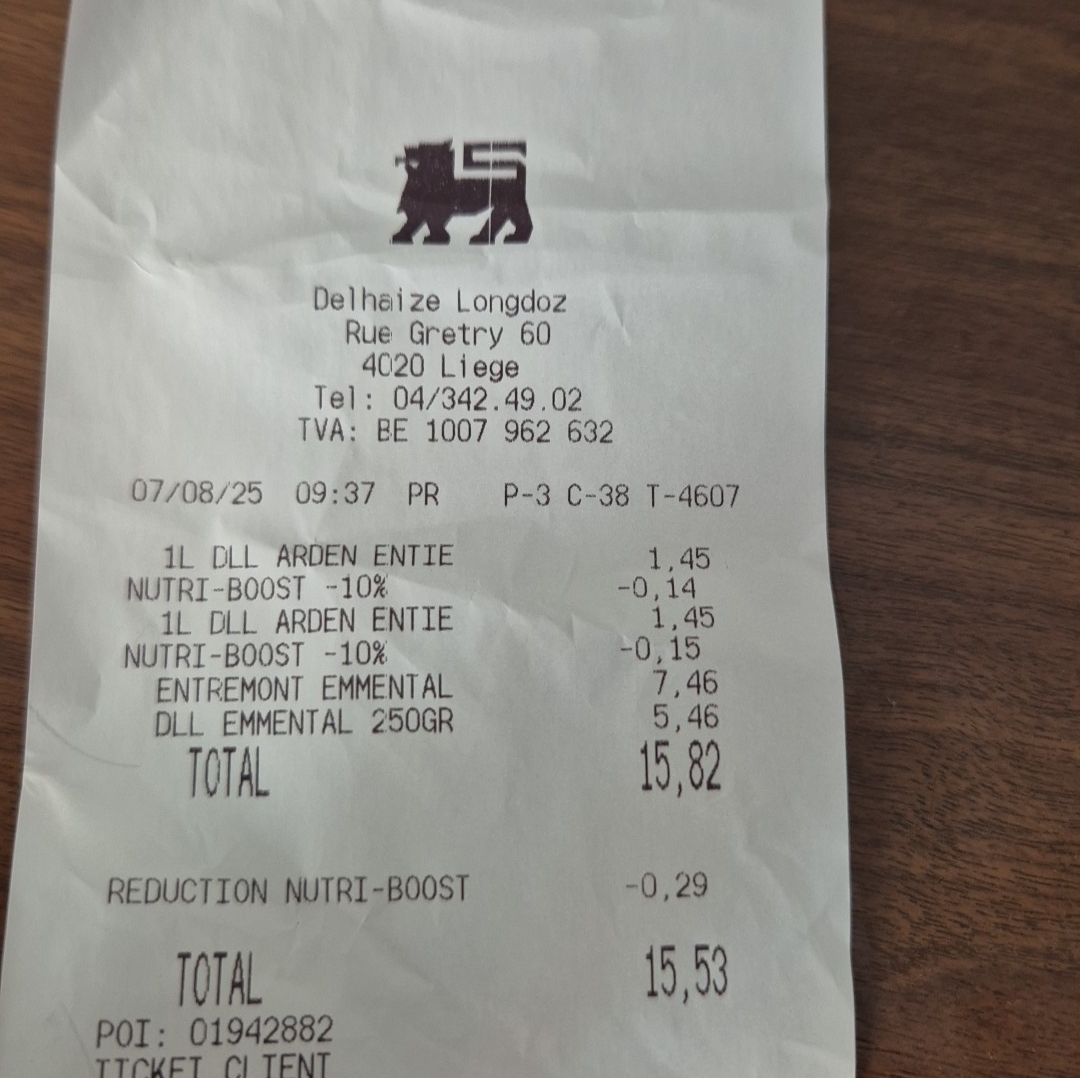 Delhaize Longdoz
Rue Gretry 60
4020 Liege
Tel: 04/342.49.02
TVA: BE 1007 962 632
07/08/25 09:37 PR P-3 C-38 T-4607
1L DLL ARDEN ENTIE 1,45
NUTRI-BOOST -10% -0,14
1L DLL ARDEN ENTIE 1,45
NUTRI-BOOST -10% -0,15
ENTREMONT EMMENTAL 7,46
DLL EMMENTAL 250GR 5,46
TOTAL 15,82
REDUCTION NUTRI-BOOST -0,29
TOTAL 15,53
POI: 01942882
TICKET CLIENT